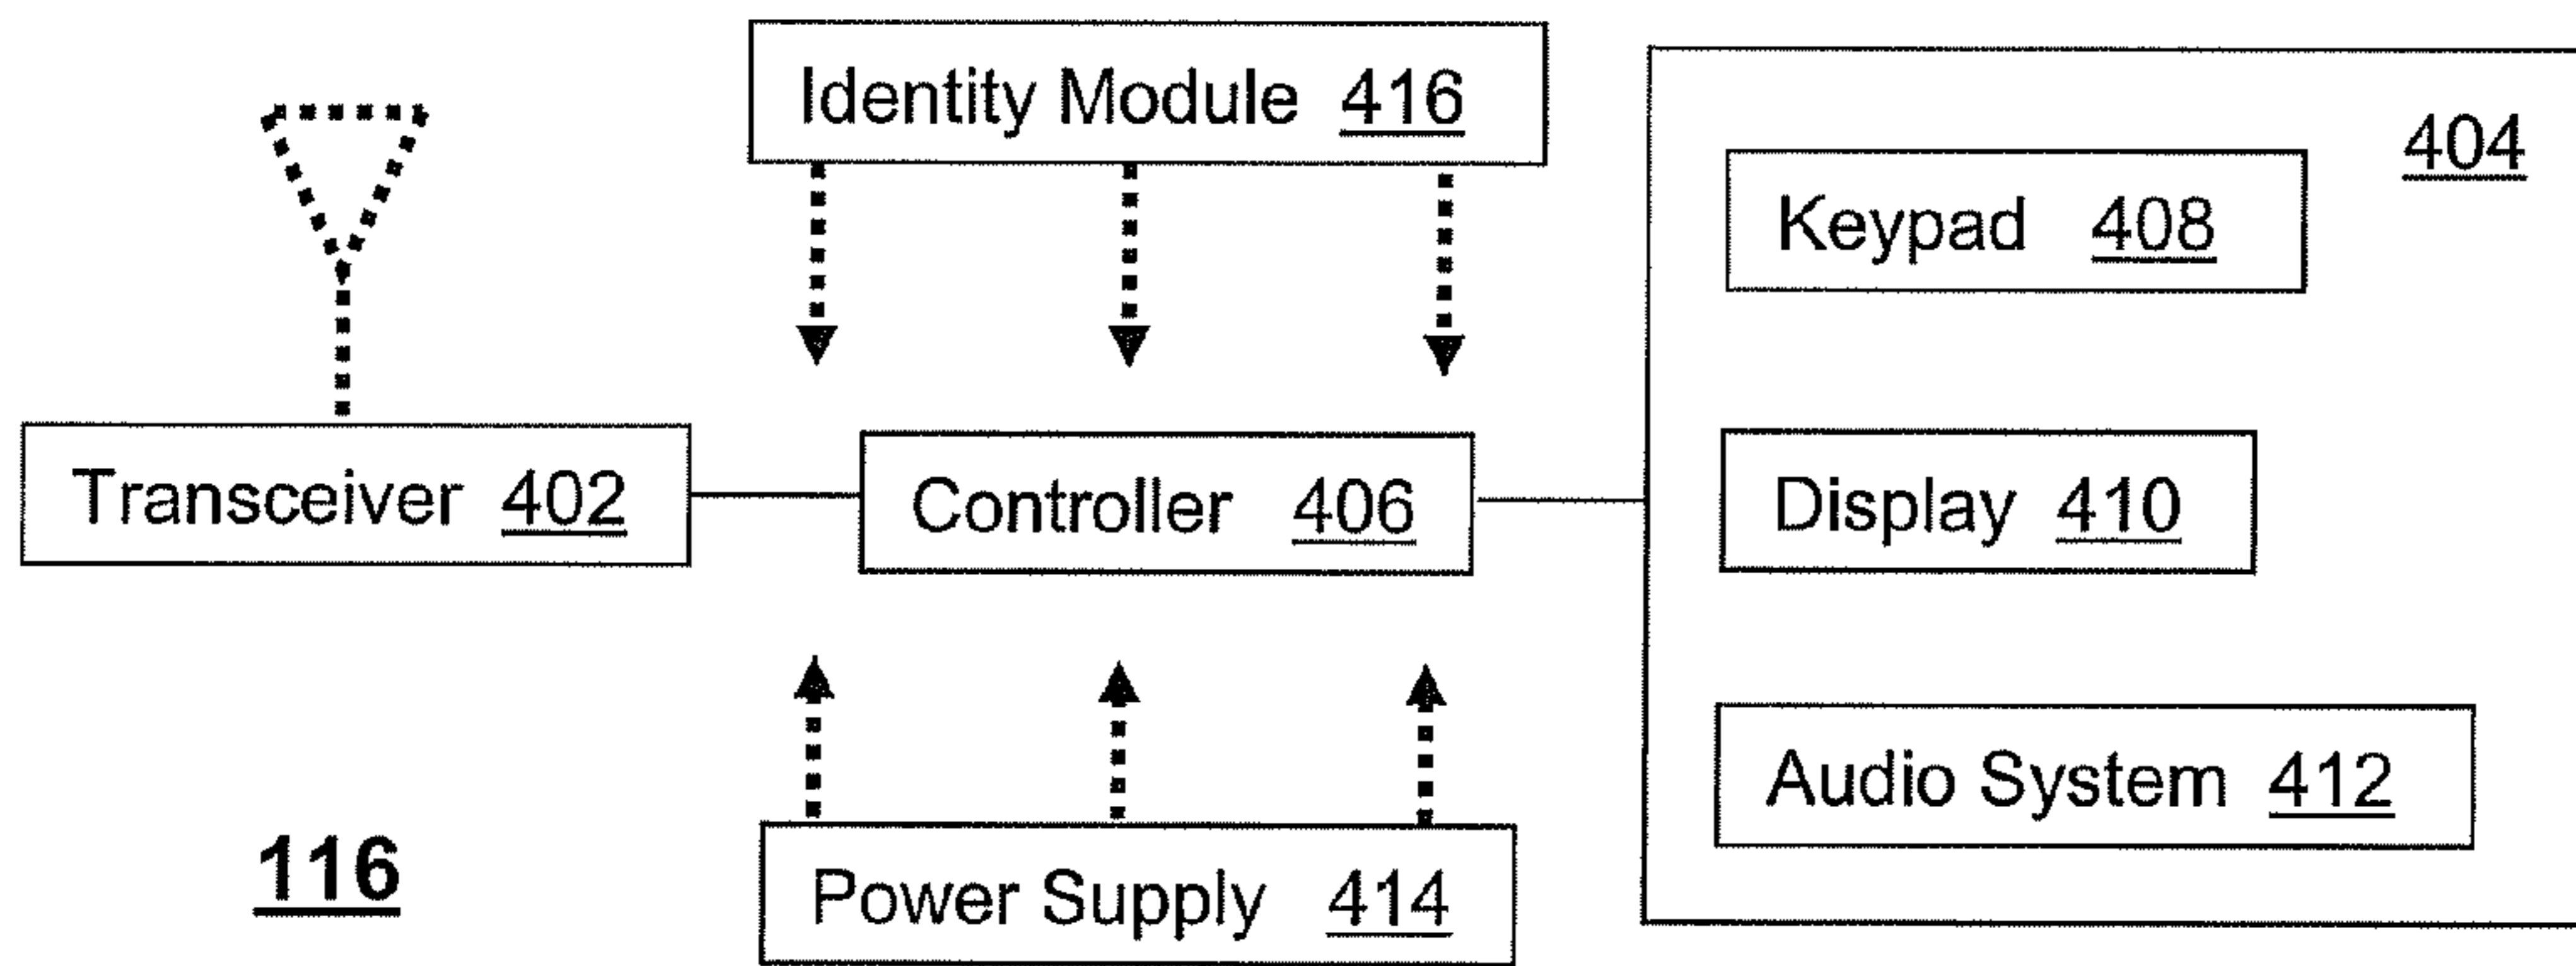 Identity Module 416
404
Keypad 408
Transceiver 402
Controller 406
Display 410
Audio System 412
116
Power Supply 414